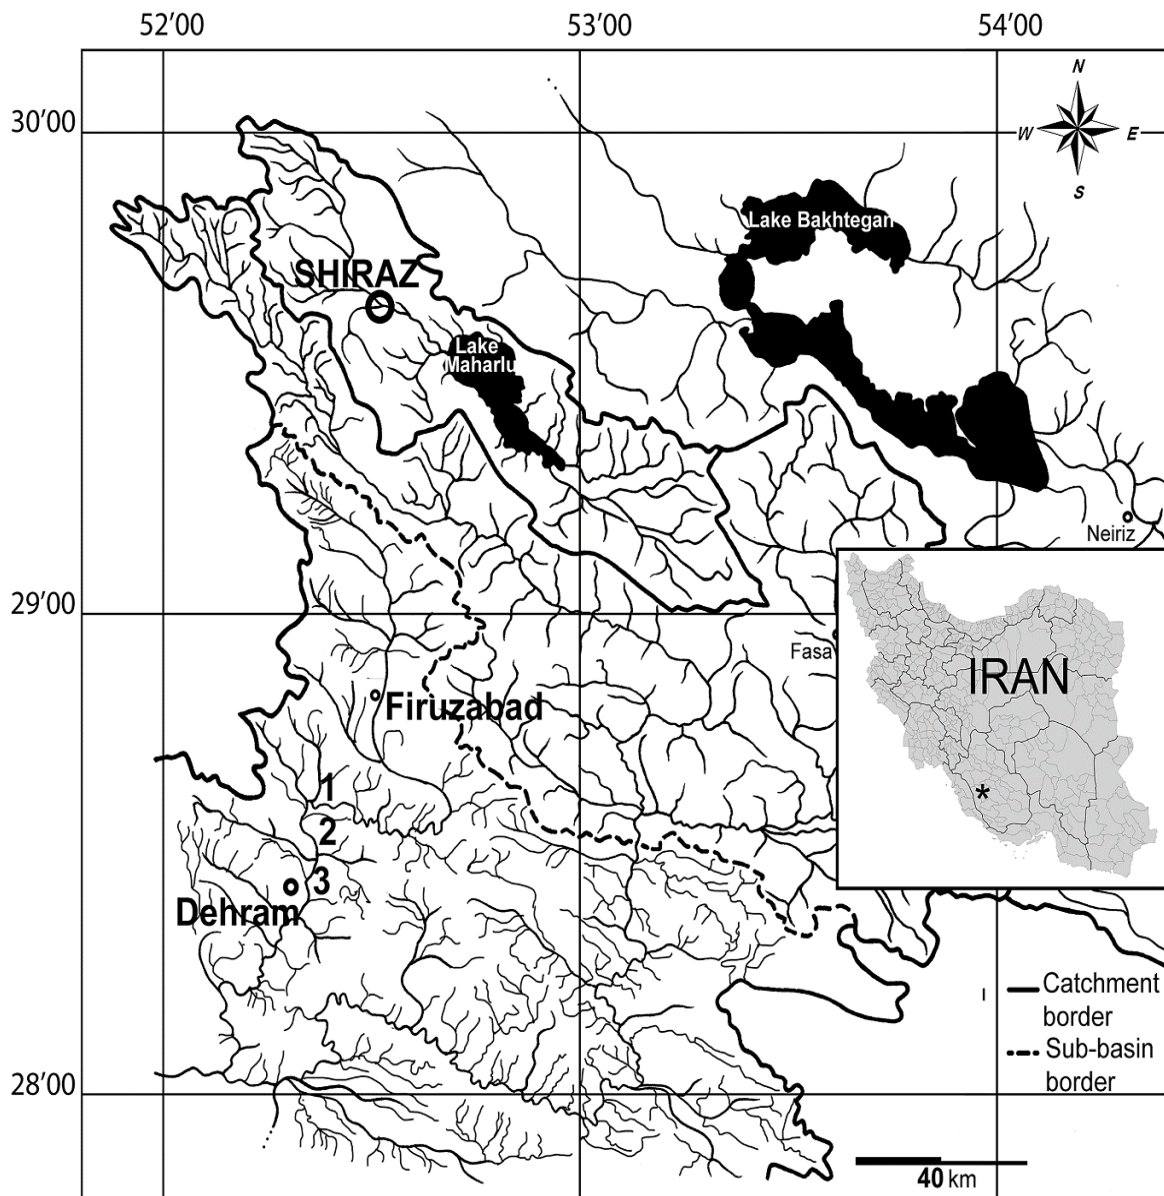 52'00
53'00
54'00
30'00
N
W
E
S
Lake Bakhtegan
SHIRAZ
Lake
Maharlu
Neiriz
29'00
Fasa
IRAN
*
Firuzabad
1
2
3
Dehram
Catchment
border
Sub-basin
border
28'00
40 km